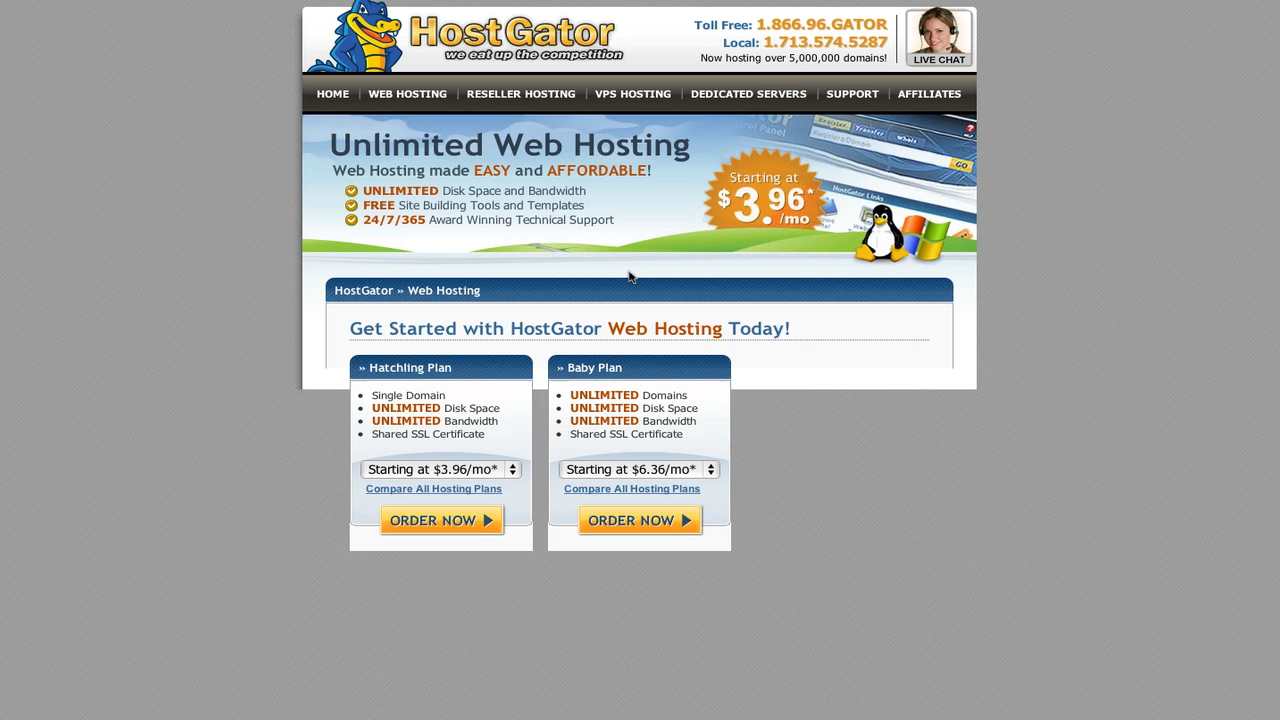 HostGator
we eat up the competition
Toll Free: 1.866.96.GATOR
Local: 1.713.574.5287
Now hosting over 5,000,000 domains!
LIVE CHAT
HOME
WEB HOSTING
RESELLER HOSTING
VPS HOSTING
DEDICATED SERVERS
SUPPORT
AFFILIATES
Unlimited Web Hosting
Web Hosting made EASY and AFFORDABLE!
UNLIMITED Disk Space and Bandwidth
FREE Site Building Tools and Templates
24/7/365 Award Winning Technical Support
Starting at
$3.96*
/mo
Register
Transfer
Whois
GO
HostGator Links
HostGator » Web Hosting
Get Started with HostGator Web Hosting Today!
» Hatchling Plan
• Single Domain
• UNLIMITED Disk Space
• UNLIMITED Bandwidth
• Shared SSL Certificate
Starting at $3.96/mo*
Compare All Hosting Plans
ORDER NOW
» Baby Plan
• UNLIMITED Domains
• UNLIMITED Disk Space
• UNLIMITED Bandwidth
• Shared SSL Certificate
Starting at $6.36/mo*
Compare All Hosting Plans
ORDER NOW